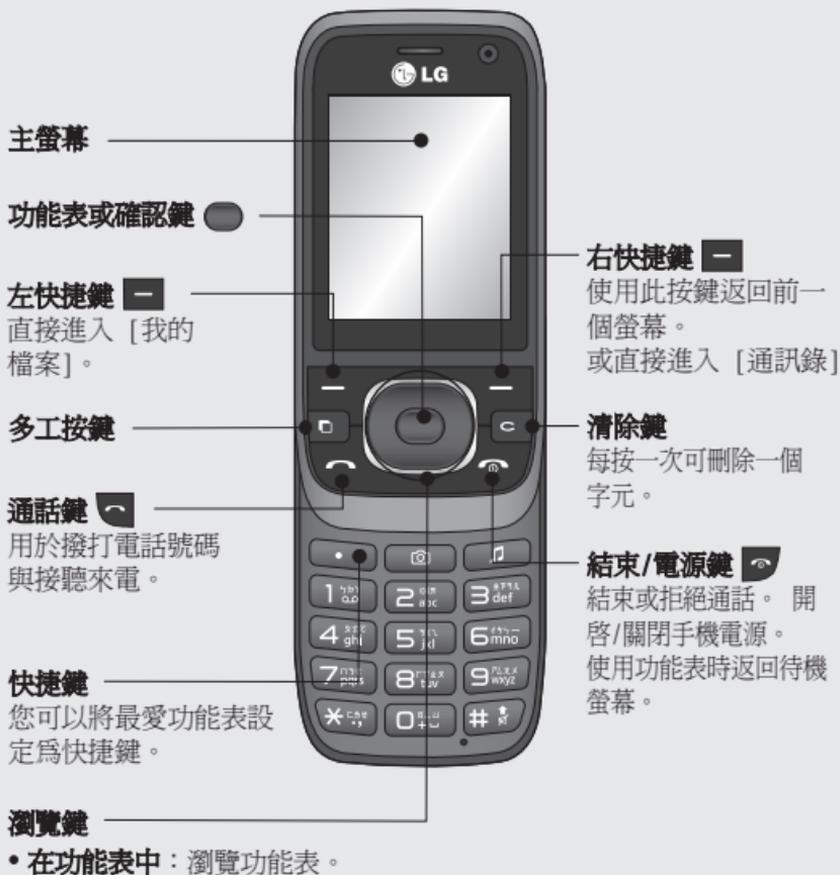 LG
主螢幕
功能表或確認鍵
左快捷鍵
直接進入 [我的
檔案]。
多工按鍵
通話鍵
用於撥打電話號碼
與接聽來電。
快捷鍵
您可以將最愛功能表設
定為快捷鍵。
瀏覽鍵
• 在功能表中：瀏覽功能表。
右快捷鍵
使用此按鍵返回前一
個螢幕。
或直接進入 [通訊錄]
清除鍵
每按一次可刪除一個
字元。
結束/電源鍵
結束或拒絕通話。 開
啓/關閉手機電源。
使用功能表時返回待機
螢幕。
C
1
2 abc
3 def
4 ghi
5 jkl
6 mno
7 pqrs
8 tuv
9 wxyz
*
0
#